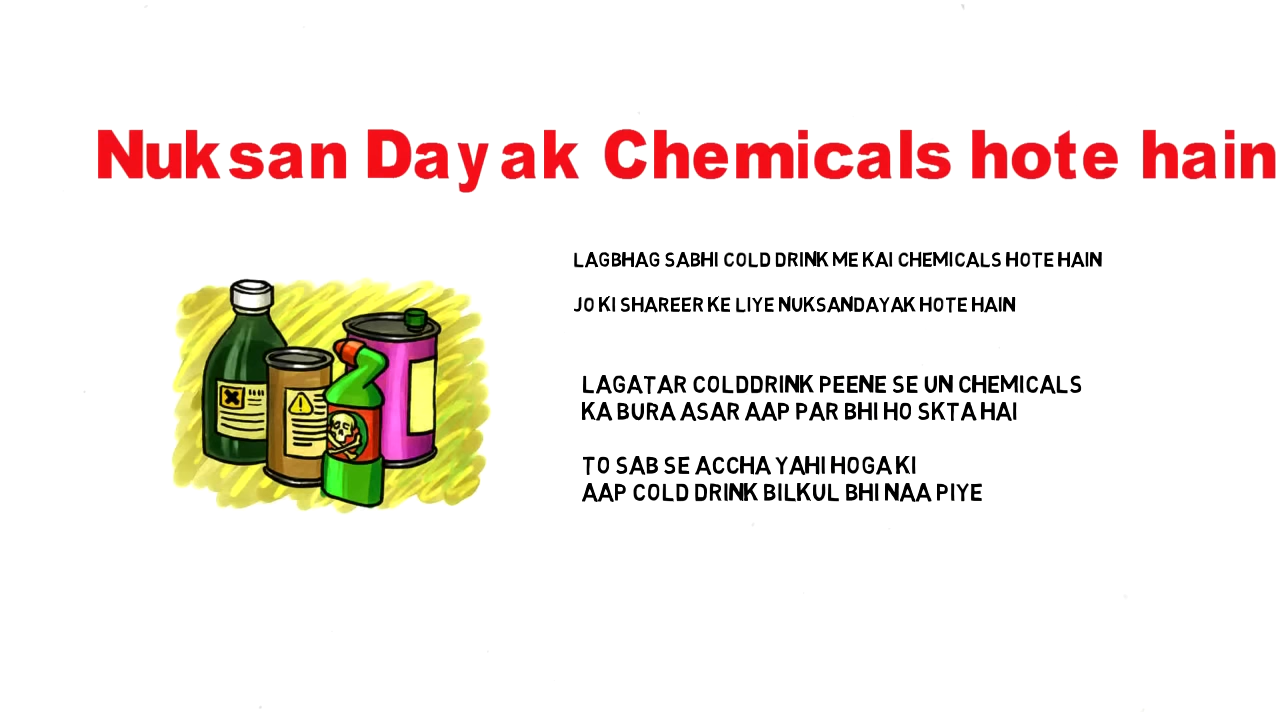 Nuksan Dayak Chemicals hote hain
LAGBHAG SABHI COLD DRINK ME KAI CHEMICALS HOTE HAIN
JO KI SHAREER KE LIYE NUKSANDAYAK HOTE HAIN
LAGATAR COLDDRINK PEENE SE UN CHEMICALS
KA BURA ASAR AAP PAR BHI HO SKTA HAI
TO SAB SE ACCHA YAHI HOGA KI
AAP COLD DRINK BILKUL BHI NAA PIYE